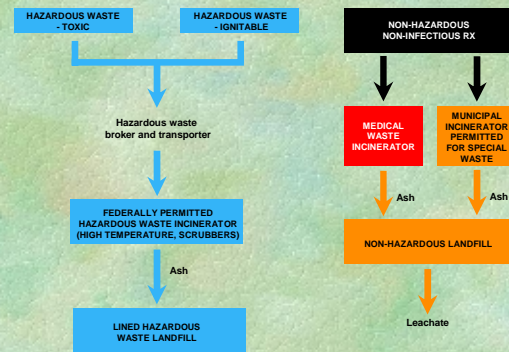 HAZARDOUS WASTE
- TOXIC
HAZARDOUS WASTE
- IGNITABLE
Hazardous waste
broker and transporter
FEDERALLY PERMITTED
HAZARDOUS WASTE INCINERATOR
(HIGH TEMPERATURE, SCRUBBERS)
Ash
LINED HAZARDOUS
WASTE LANDFILL
NON-HAZARDOUS
NON-INFECTIOUS RX
MEDICAL
WASTE
INCINERATOR
MUNICIPAL
INCINERATOR
PERMITTED
FOR SPECIAL
WASTE
Ash
Ash
NON-HAZARDOUS LANDFILL
Leachate